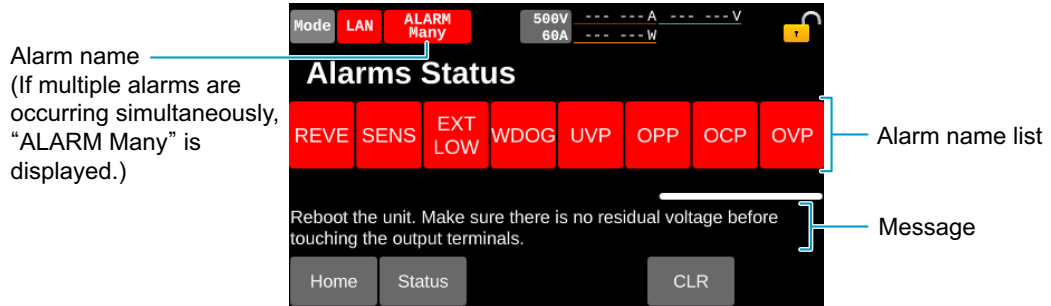 Mode LAN ALARM Many 500V 60A --- ---A --- ---V --- ---W
Alarm name
(If multiple alarms are
occurring simultaneously,
“ALARM Many” is
displayed.)
Alarms Status
REVE SENS EXT LOW WDOG UVP OPP OCP OVP
Alarm name list
Reboot the unit. Make sure there is no residual voltage before
touching the output terminals.
Message
Home Status CLR